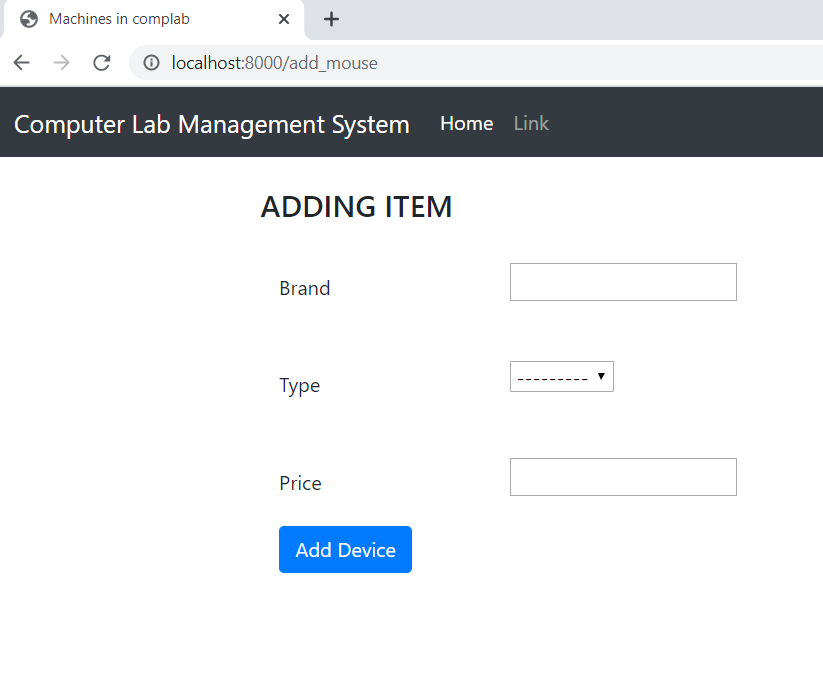 Machines in complab
localhost:8000/add_mouse
Computer Lab Management System Home Link
ADDING ITEM
Brand
Type ---------
Price
Add Device